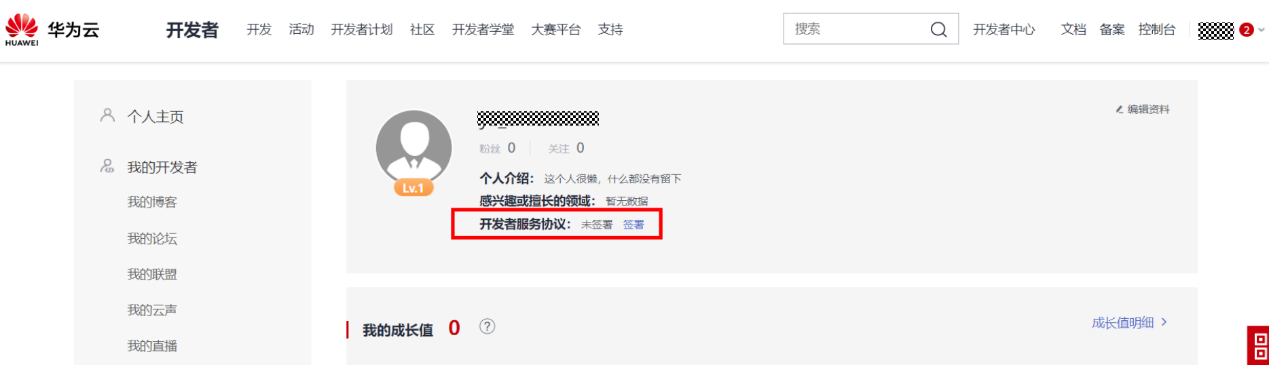 HUAWEI 华为云 开发者 开发 活动 开发者计划 社区 开发者学堂 大赛平台 支持 搜索 开发者中心 文档 备案 控制台 2
个人主页
编辑资料
粉丝 0 关注 0
我的开发者
Lv.1
个人介绍： 这个人很懒，什么都没有留下
感兴趣或擅长的领域： 暂无数据
开发者服务协议： 未签署 签署
我的博客
我的论坛
我的联盟
我的云声
我的直播
我的成长值 0 ?
成长值明细 >